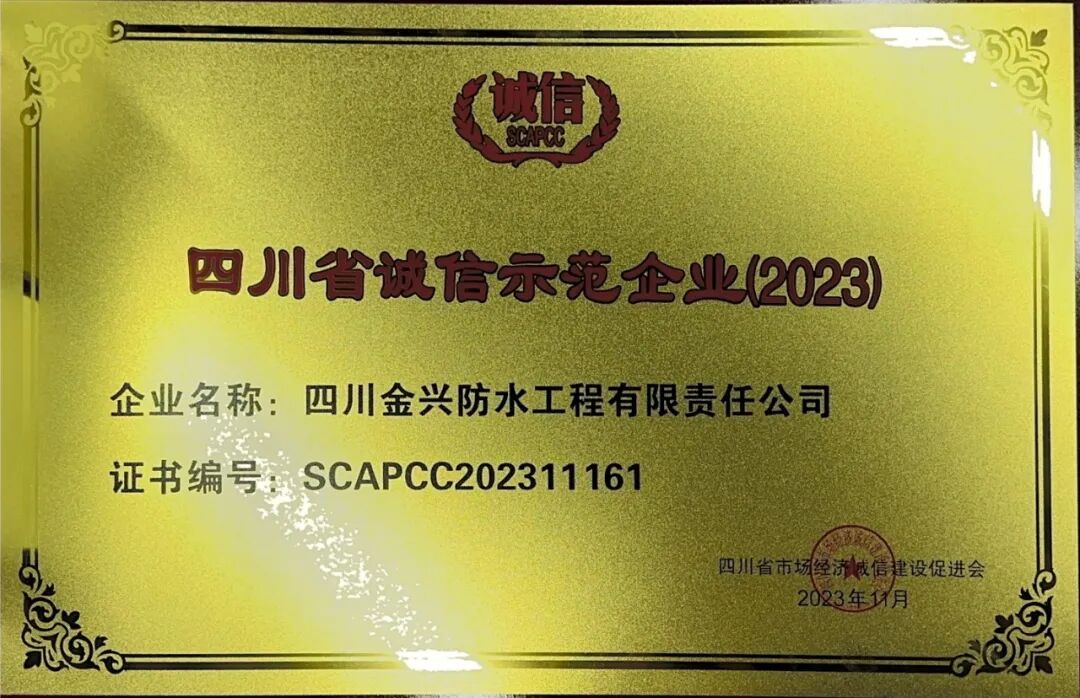 诚信
SCAPCC
四川省诚信示范企业(2023)
企业名称：四川金兴防水工程有限责任公司
证书编号：SCAPCC202311161
四川省市场经济诚信建设促进会
2023年11月